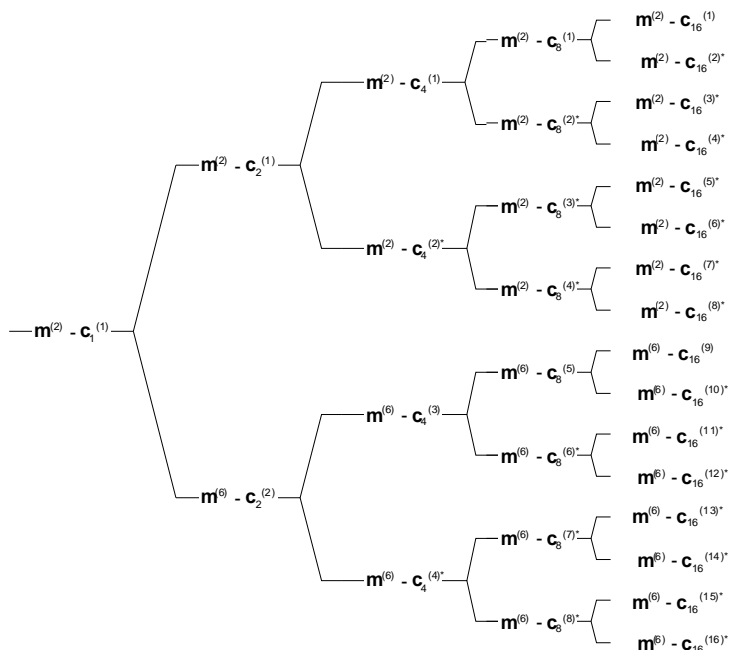 m(2) - c16(1)
m(2) - c8(1)
m(2) - c16(2)*
m(2) - c4(1)
m(2) - c16(3)*
m(2) - c8(2)*
m(2) - c16(4)*
m(2) - c2(1)
m(2) - c16(5)*
m(2) - c8(3)*
m(2) - c16(6)*
m(2) - c4(2)*
m(2) - c16(7)*
m(2) - c8(4)*
m(2) - c16(8)*
m(2) - c1(1)
m(6) - c16(9)
m(6) - c8(5)
m(6) - c16(10)*
m(6) - c4(3)
m(6) - c16(11)*
m(6) - c8(6)*
m(6) - c16(12)*
m(6) - c2(2)
m(6) - c16(13)*
m(6) - c8(7)*
m(6) - c16(14)*
m(6) - c4(4)*
m(6) - c16(15)*
m(6) - c8(8)*
m(6) - c16(16)*